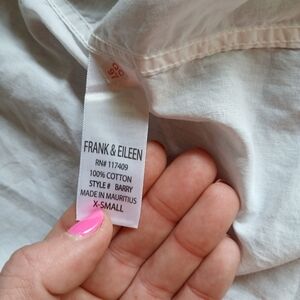 FRANK & EILEEN
RN# 117409
100% COTTON
STYLE # BARRY
MADE IN MAURITIUS
X-SMALL